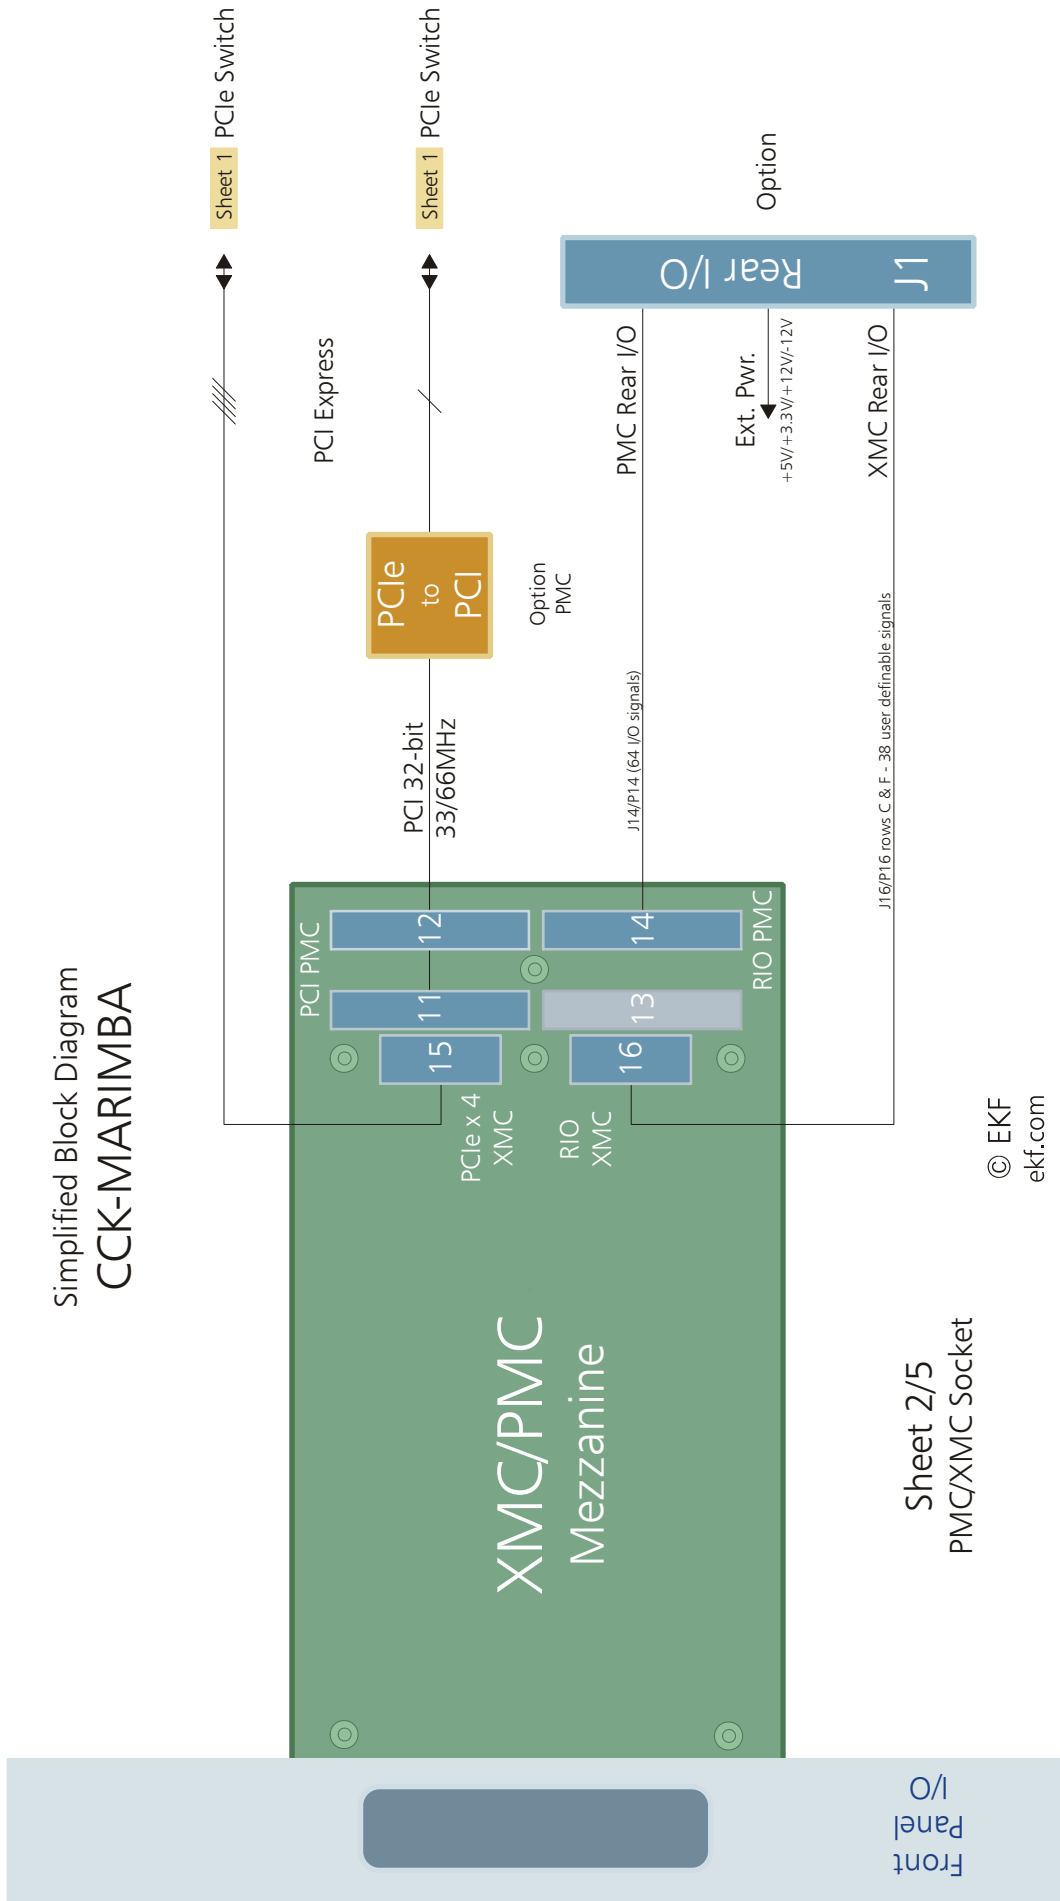 Simplified Block Diagram
CCK-MARIMBA
Sheet 1 PCIe Switch
Sheet 1 PCIe Switch
PCI Express
PCIe
to
PCI
Option
PMC
PCI 32-bit
33/66MHz
Option
Rear I/O
J1
PMC Rear I/O
Ext. Pwr.
+5V/+3.3V/+12V/-12V
XMC Rear I/O
J14/P14 (64 I/O signals)
J16/P16 rows C & F - 38 user definable signals
PCI PMC
12
11
15
14
13
16
RIO PMC
PCIe x 4
XMC
RIO
XMC
XMC/PMC
Mezzanine
Front
Panel
I/O
Sheet 2/5
PMC/XMC Socket
© EKF
ekf.com